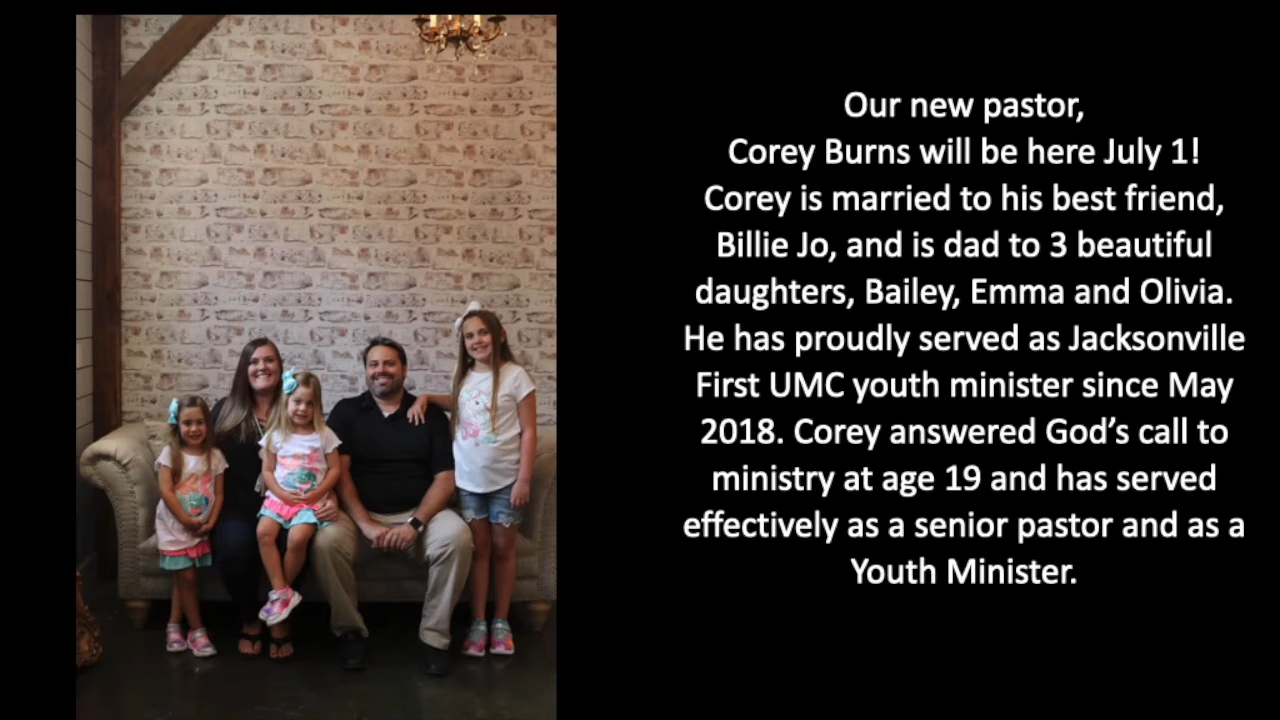 Our new pastor,
Corey Burns will be here July 1!
Corey is married to his best friend,
Billie Jo, and is dad to 3 beautiful
daughters, Bailey, Emma and Olivia.
He has proudly served as Jacksonville
First UMC youth minister since May
2018. Corey answered God’s call to
ministry at age 19 and has served
effectively as a senior pastor and as a
Youth Minister.